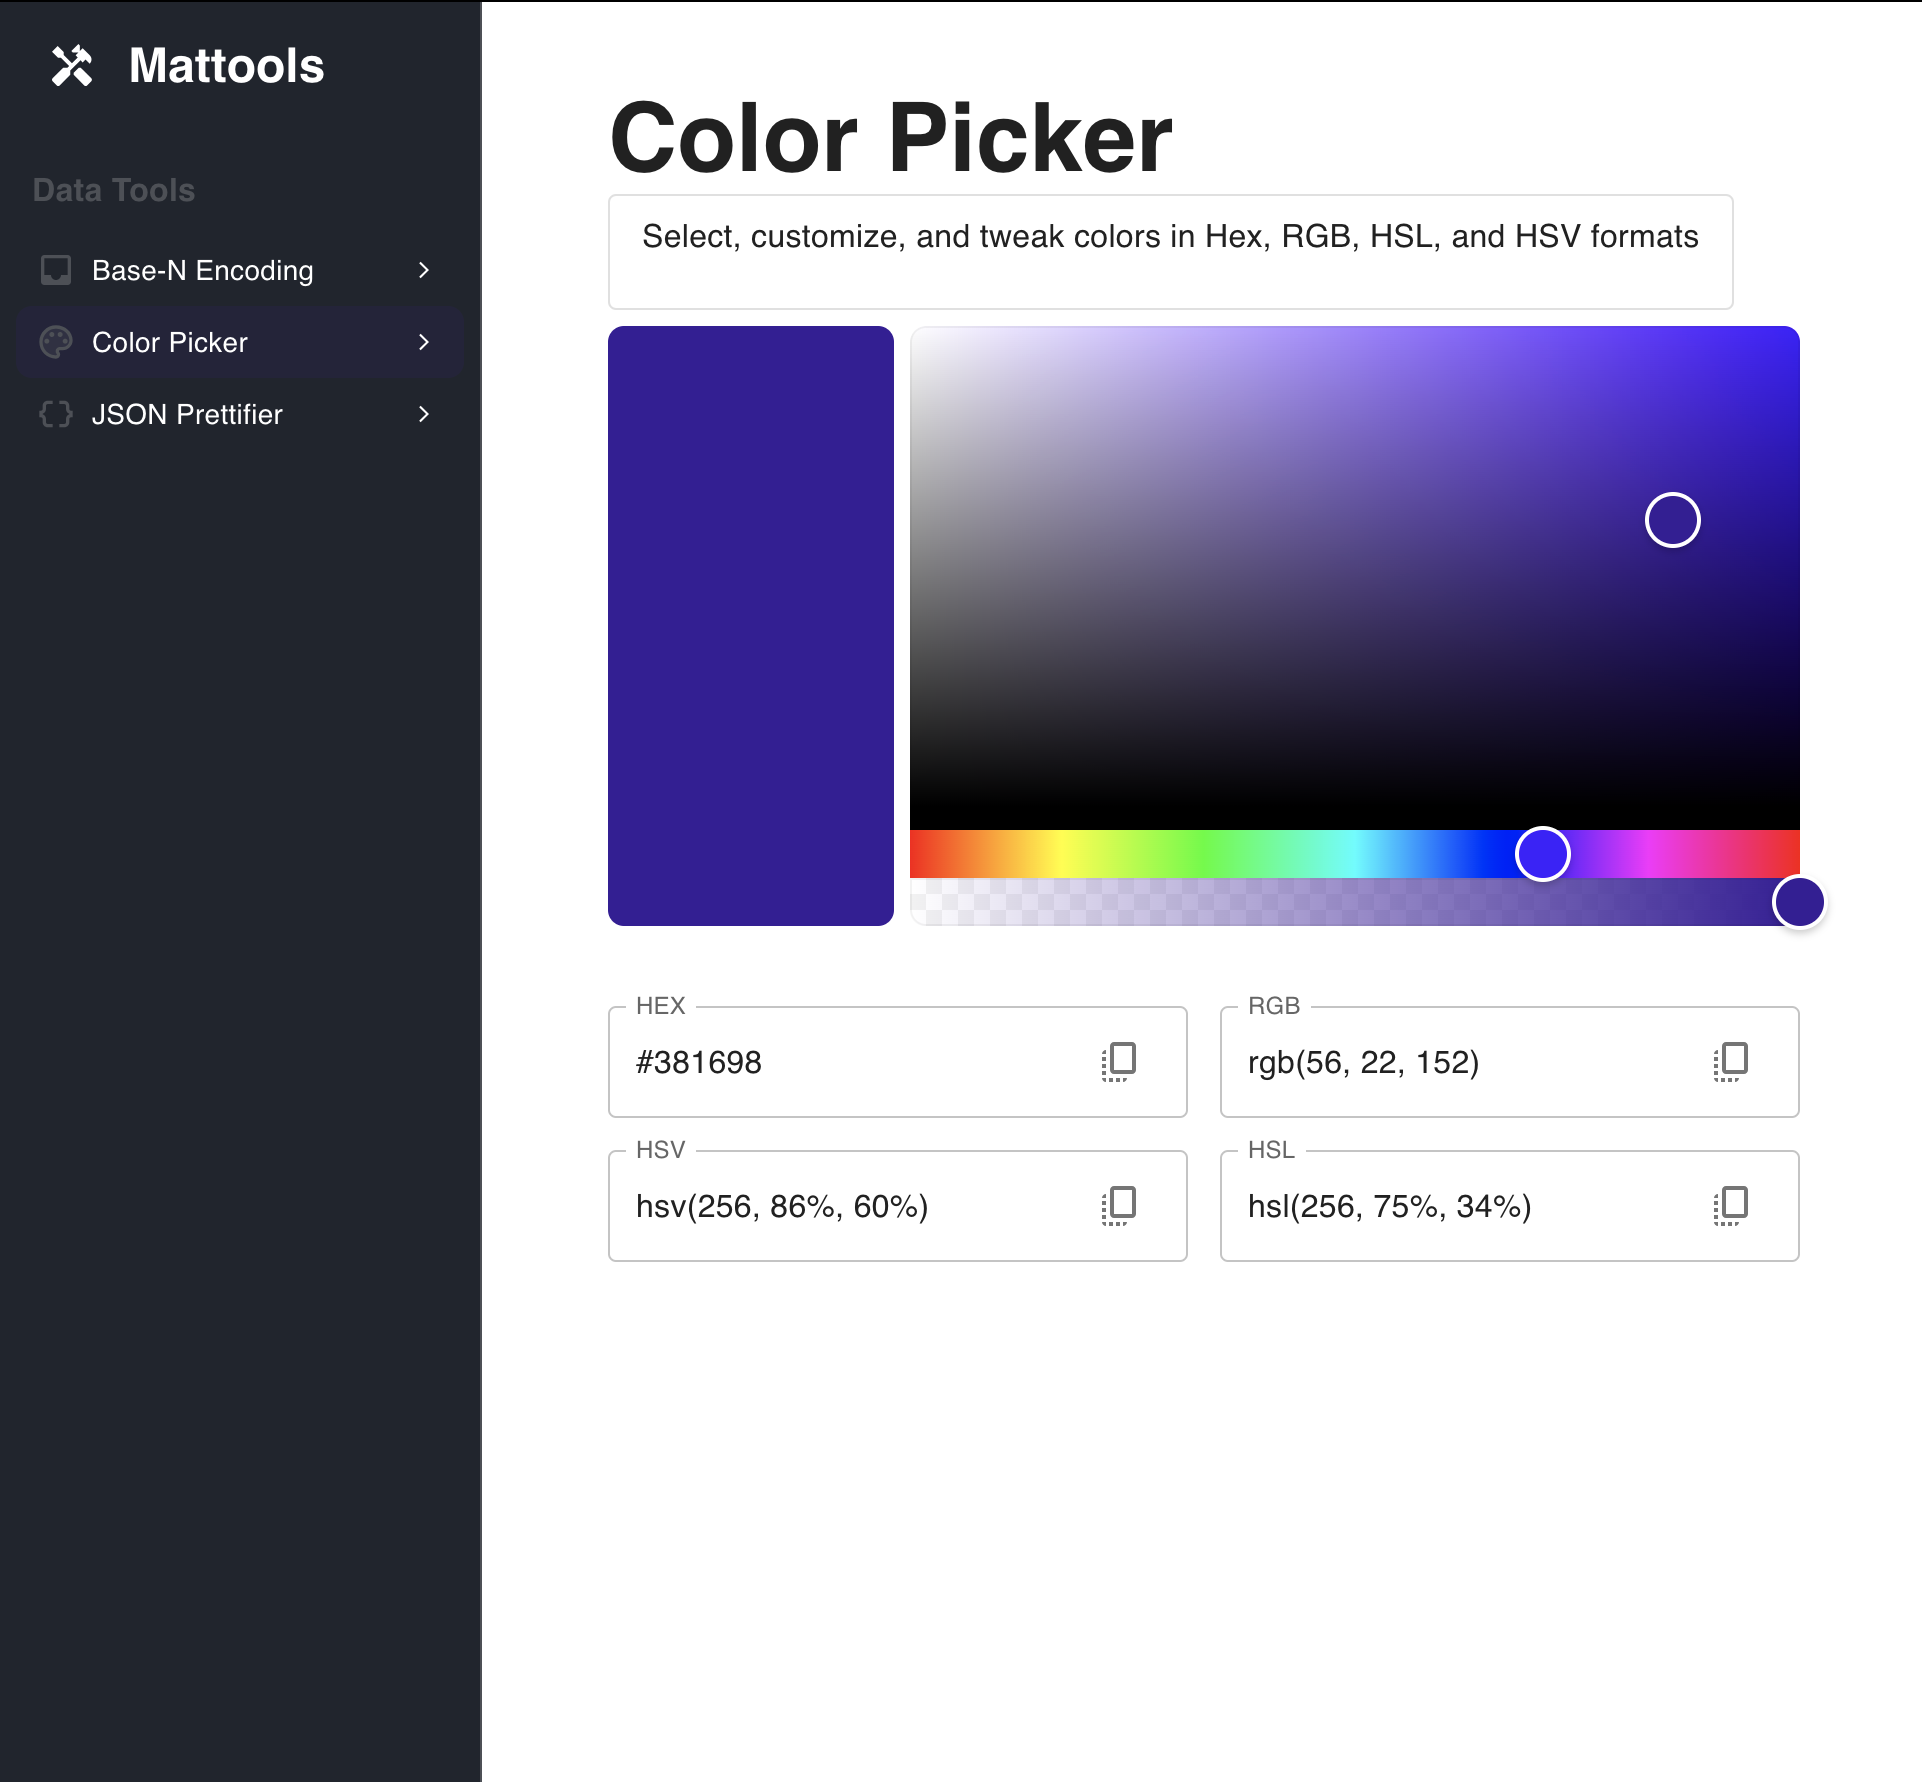 Mattools
Data Tools
Base-N Encoding
Color Picker
JSON Prettifier
Color Picker
Select, customize, and tweak colors in Hex, RGB, HSL, and HSV formats
HEX
#381698
RGB
rgb(56, 22, 152)
HSV
hsv(256, 86%, 60%)
HSL
hsl(256, 75%, 34%)